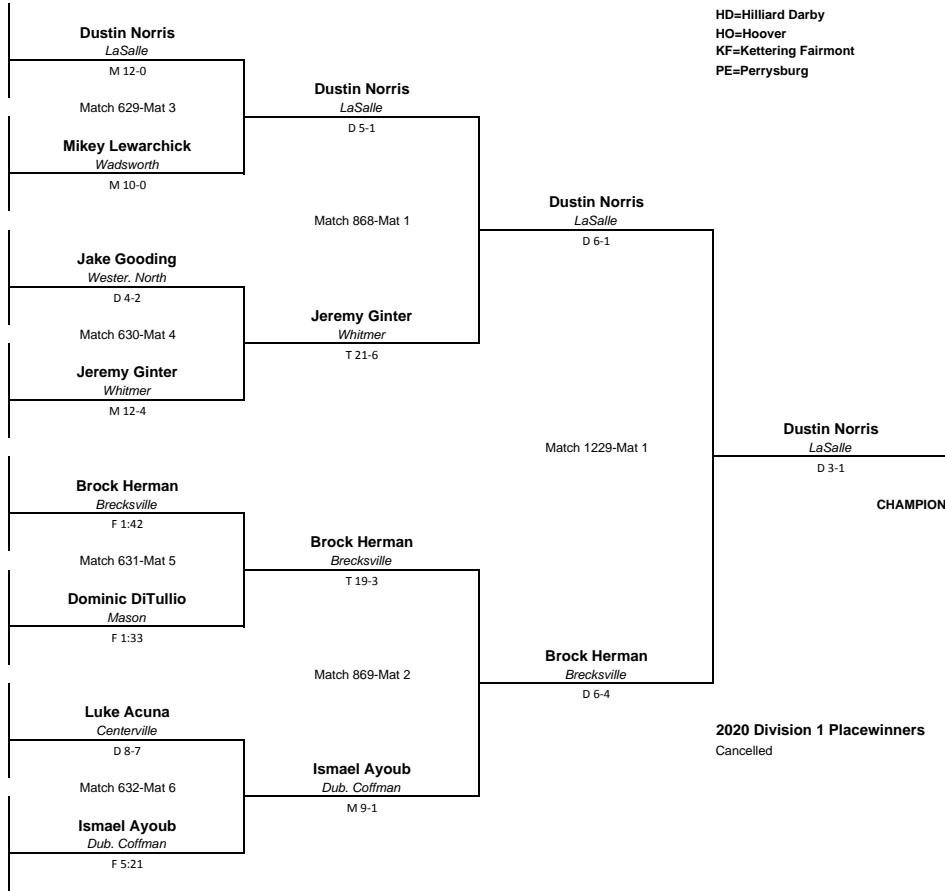 HD=Hilliard Darby
HO=Hoover
KF=Kettering Fairmont
PE=Perrysburg
Dustin Norris
LaSalle
M 12-0
Match 629-Mat 3
Mikey Lewarchick
Wadsworth
M 10-0
Dustin Norris
LaSalle
D 5-1
Match 868-Mat 1
Jake Gooding
Wester. North
D 4-2
Match 630-Mat 4
Jeremy Ginter
Whitmer
M 12-4
Jeremy Ginter
Whitmer
T 21-6
Dustin Norris
LaSalle
D 6-1
Match 1229-Mat 1
Dustin Norris
LaSalle
D 3-1
CHAMPION
Brock Herman
Brecksville
F 1:42
Match 631-Mat 5
Dominic DiTullio
Mason
F 1:33
Brock Herman
Brecksville
T 19-3
Match 869-Mat 2
Brock Herman
Brecksville
D 6-4
Luke Acuna
Centerville
D 8-7
Match 632-Mat 6
Ismael Ayoub
Dub. Coffman
F 5:21
Ismael Ayoub
Dub. Coffman
M 9-1
2020 Division 1 Placewinners
Cancelled